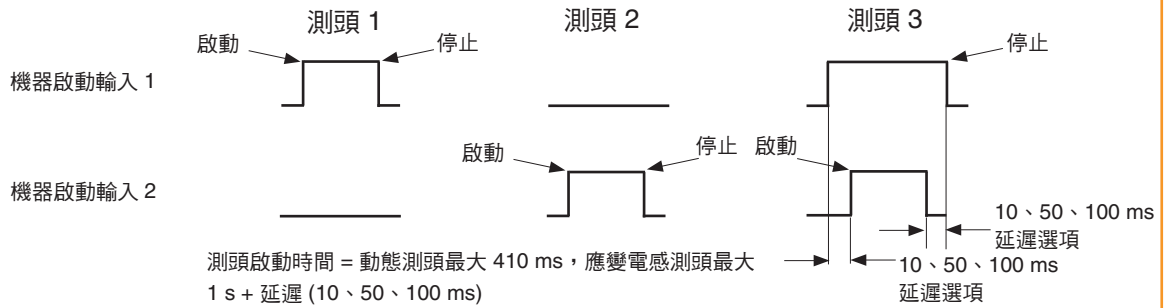 測頭 1
測頭 2
測頭 3
啟動
停止
停止
機器啟動輸入 1
啟動
停止
啟動
機器啟動輸入 2
10、50、100 ms
延遲選項
測頭啟動時間 = 動態測頭最大 410 ms，應變電感測頭最大
1 s + 延遲 (10、50、100 ms)
10、50、100 ms
延遲選項